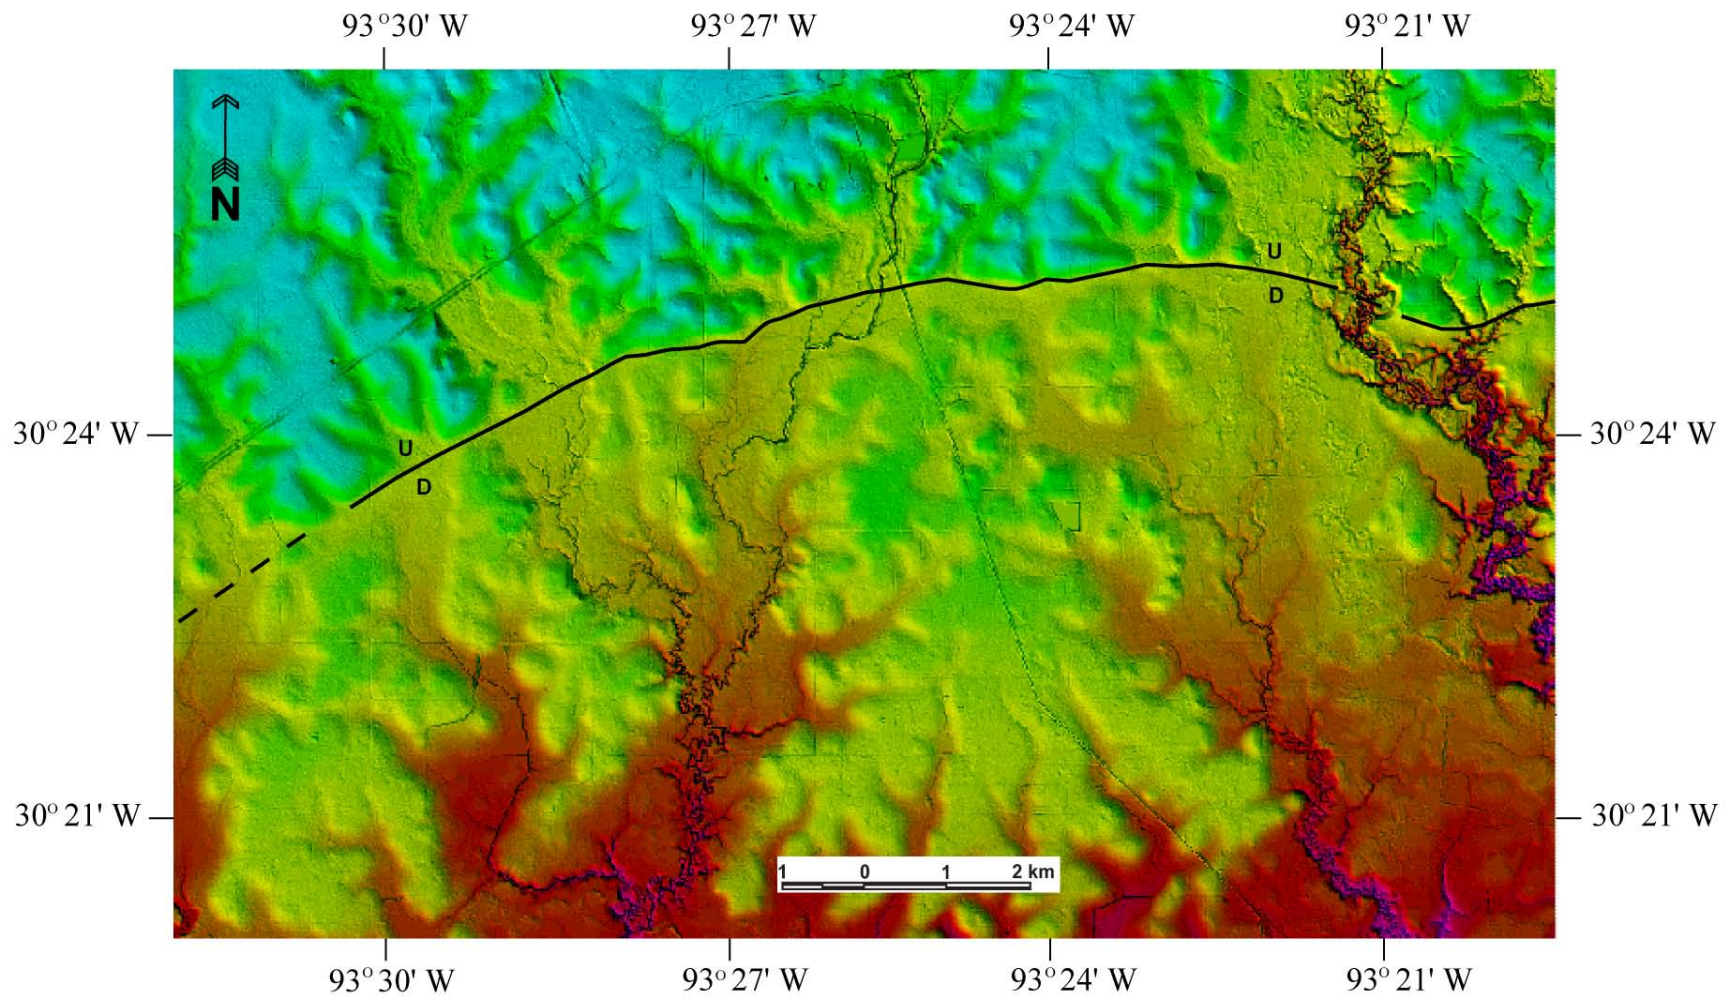 93° 30' W 93° 27' W 93° 24' W 93° 21' W
N
U
D
U
D
30° 24' W 30° 24' W
30° 21' W 30° 21' W
1 0 1 2 km
93° 30' W 93° 27' W 93° 24' W 93° 21' W